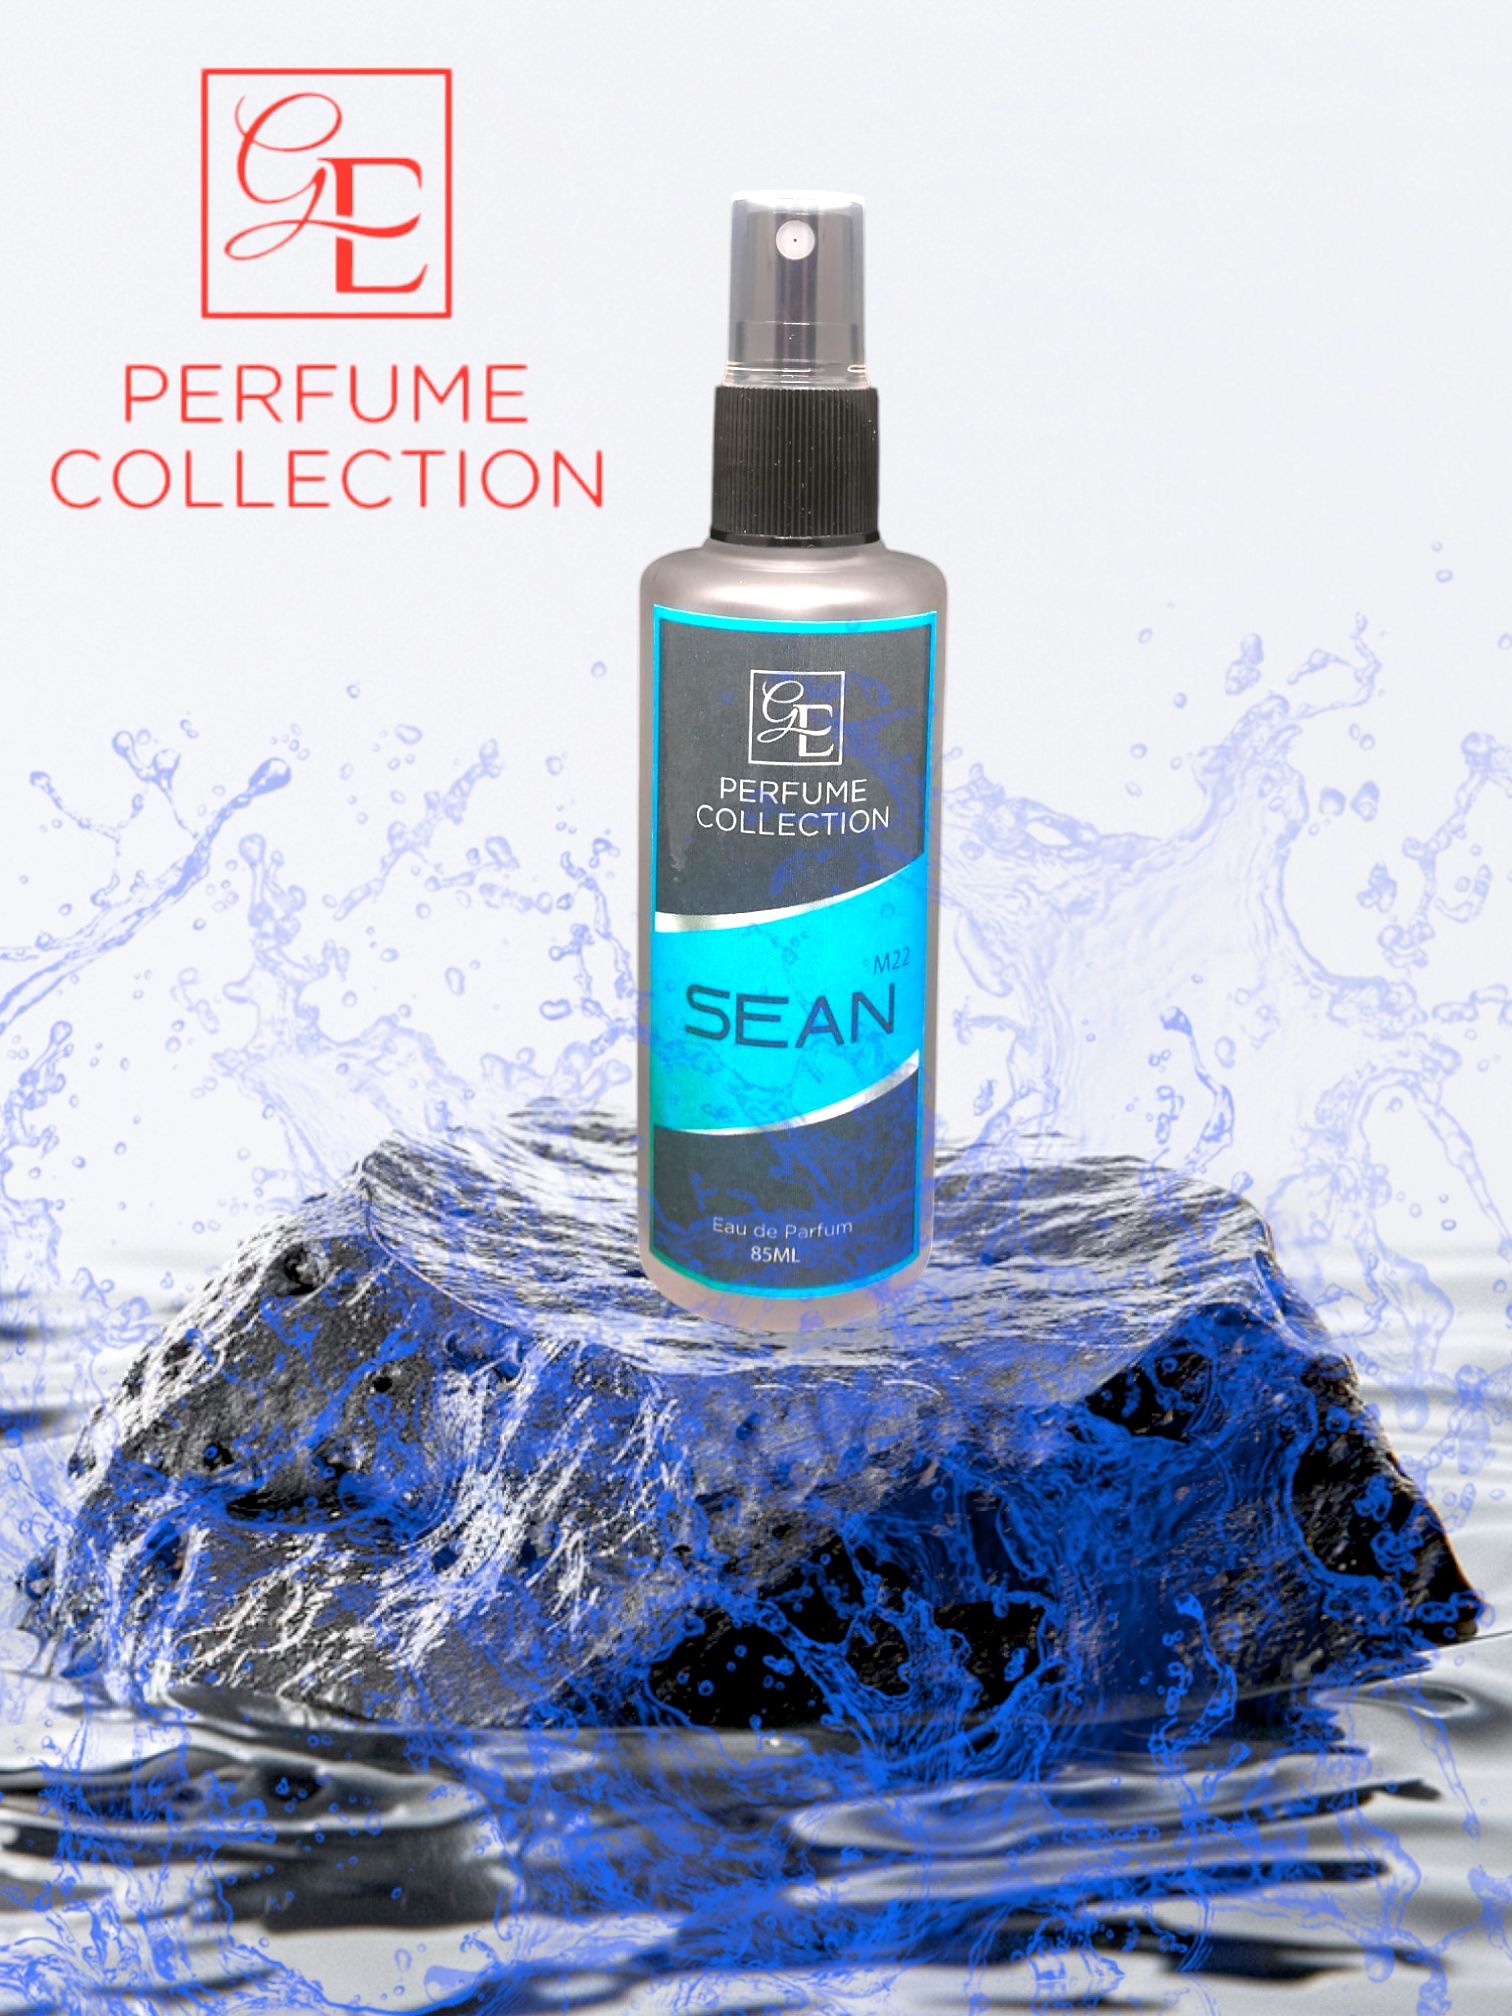 GE
PERFUME
COLLECTION
GE
PERFUME
COLLECTION
M22
SEAN
Eau de Parfum
85ML